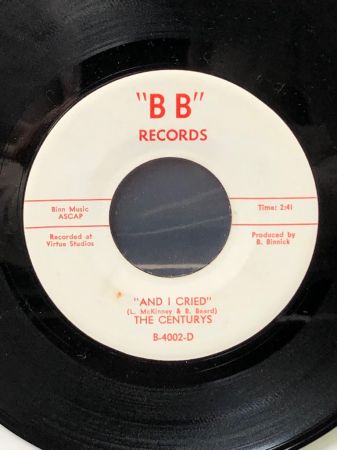 "B B"
RECORDS
Binn Music
ASCAP
Time: 2:41
Recorded at
Virtue Studios
Produced by
B. Binnick
"AND I CRIED"
(L. McKinney & B. Beard)
THE CENTURYS
B-4002-D